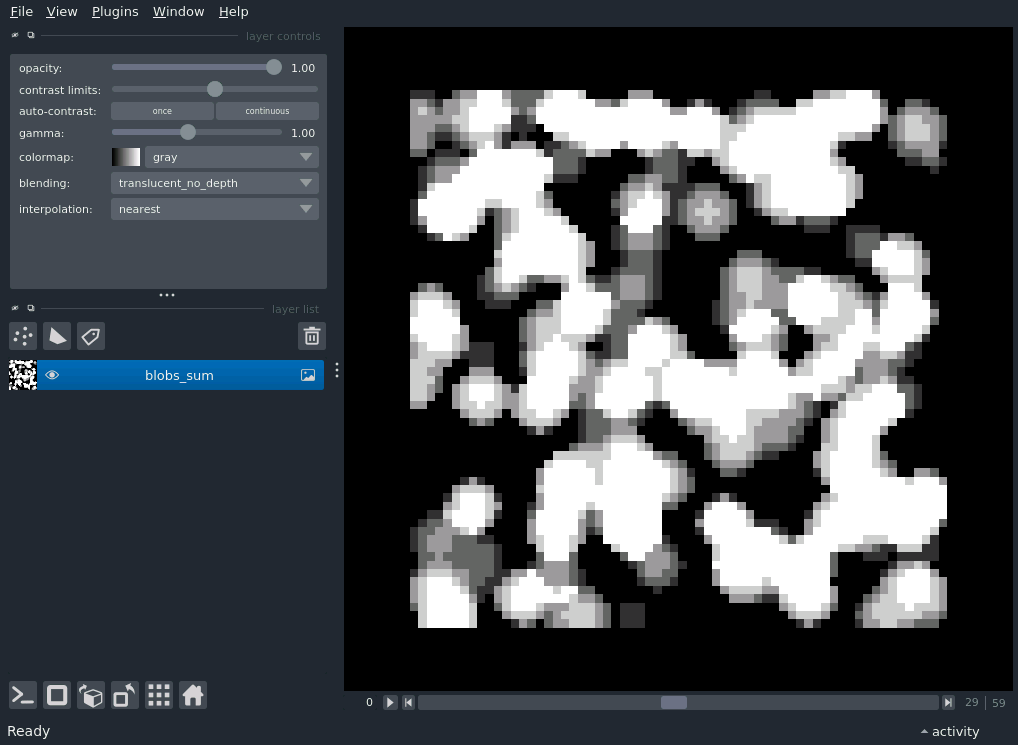 File View Plugins Window Help
layer controls
opacity: 1.00
contrast limits:
auto-contrast: once continuous
gamma: 1.00
colormap: gray
blending: translucent_no_depth
interpolation: nearest
layer list
blobs_sum
0 29 59
Ready activity